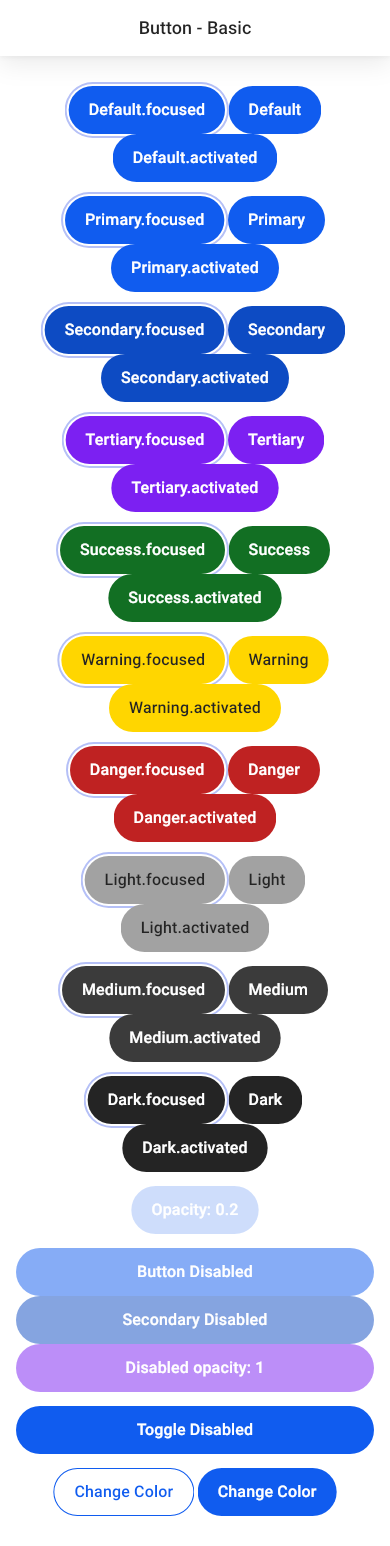 Button - Basic
Default.focused Default
Default.activated
Primary.focused Primary
Primary.activated
Secondary.focused Secondary
Secondary.activated
Tertiary.focused Tertiary
Tertiary.activated
Success.focused Success
Success.activated
Warning.focused Warning
Warning.activated
Danger.focused Danger
Danger.activated
Light.focused Light
Light.activated
Medium.focused Medium
Medium.activated
Dark.focused Dark
Dark.activated
Opacity: 0.2
Button Disabled
Secondary Disabled
Disabled opacity: 1
Toggle Disabled
Change Color Change Color